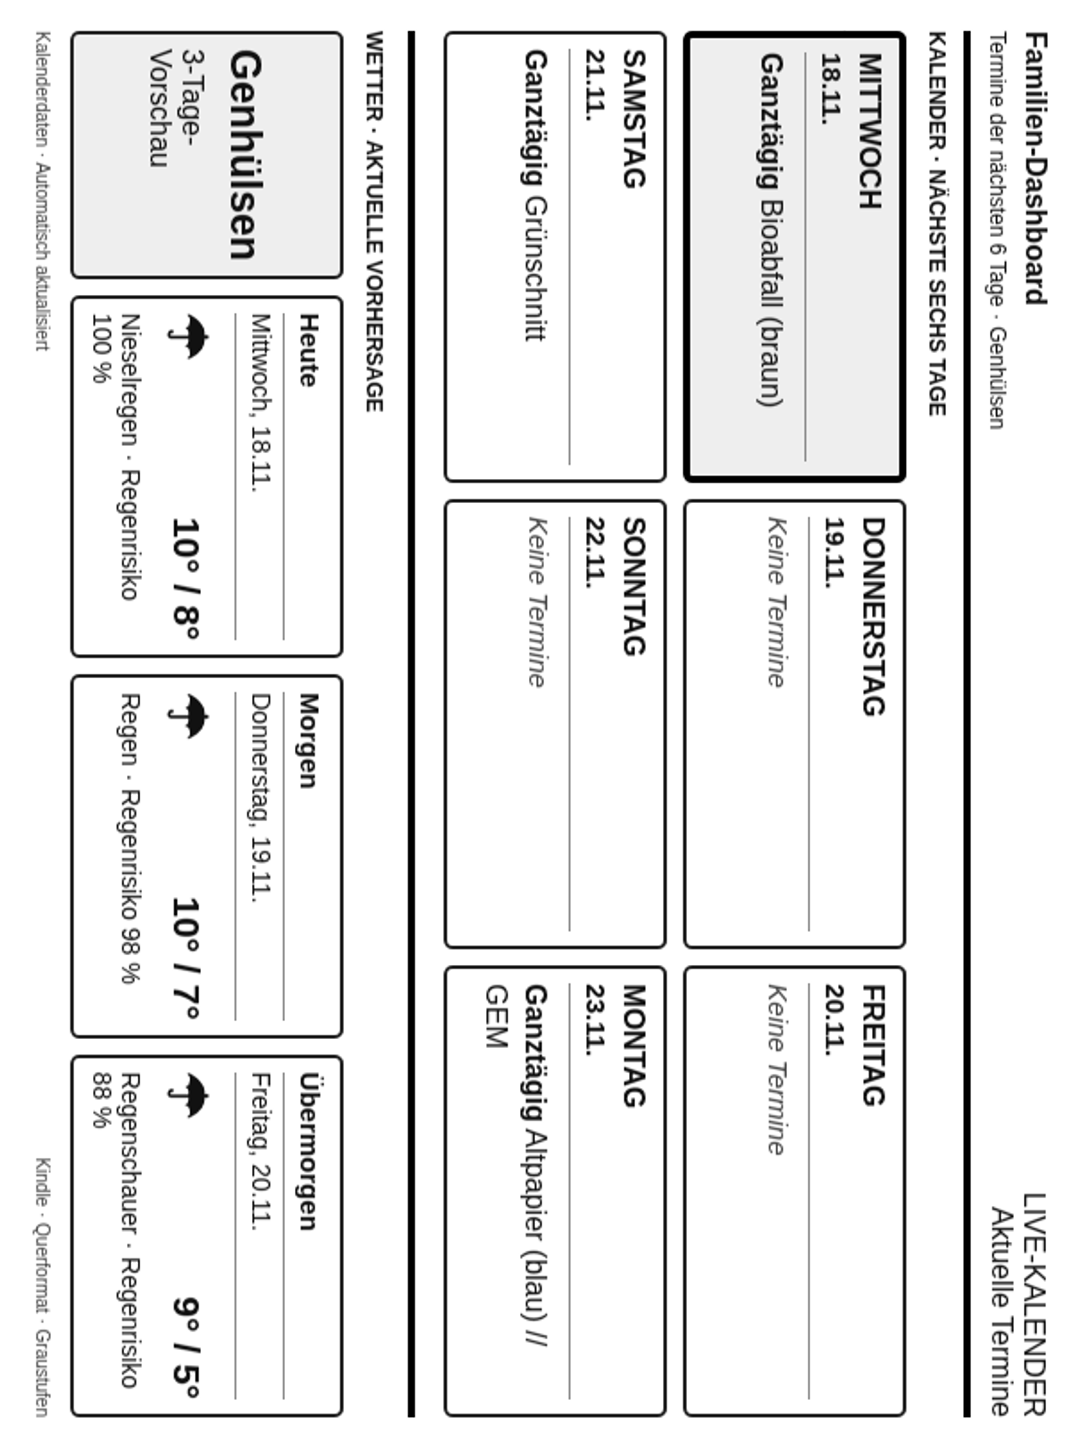 Familien-Dashboard
Termine der nächsten 6 Tage · Genhülsen
LIVE-KALENDER
Aktuelle Termine
KALENDER · NÄCHSTE SECHS TAGE
MITTWOCH
18.11.
Ganztägig Bioabfall (braun)
DONNERSTAG
19.11.
Keine Termine
FREITAG
20.11.
Keine Termine
SAMSTAG
21.11.
Ganztägig Grünschnitt
SONNTAG
22.11.
Keine Termine
MONTAG
23.11.
Ganztägig Altpapier (blau) //
GEM
WETTER · AKTUELLE VORHERSAGE
Genhülsen
3-Tage-
Vorschau
Heute
Mittwoch, 18.11.
10° / 8°
Nieselregen · Regenrisiko
100 %
Morgen
Donnerstag, 19.11.
10° / 7°
Regen · Regenrisiko 98 %
Übermorgen
Freitag, 20.11.
9° / 5°
Regenschauer · Regenrisiko
88 %
Kalenderdaten · Automatisch aktualisiert
Kindle · Querformat · Graustufen